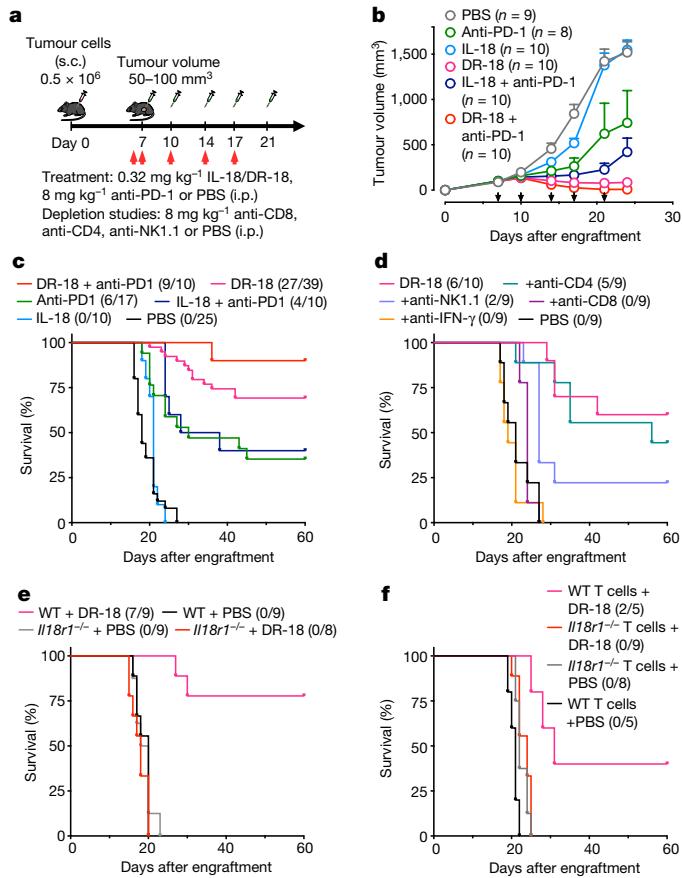 a
Tumour cells
(s.c.)
0.5 × 10⁶
Tumour volume
50–100 mm³
Day 0
7
10
14
17
21
Treatment: 0.32 mg kg⁻¹ IL-18/DR-18,
8 mg kg⁻¹ anti-PD-1 or PBS (i.p.)
Depletion studies: 8 mg kg⁻¹ anti-CD8,
anti-CD4, anti-NK1.1 or PBS (i.p.)
b
PBS (n = 9)
Anti-PD-1 (n = 8)
IL-18 (n = 10)
DR-18 (n = 10)
IL-18 + anti-PD-1
(n = 10)
DR-18 +
anti-PD-1
(n = 10)
Tumour volume (mm³)
1,500
1,000
500
0
0
10
20
30
Days after engraftment
c
DR-18 + anti-PD1 (9/10)
DR-18 (27/39)
Anti-PD1 (6/17)
IL-18 + anti-PD1 (4/10)
IL-18 (0/10)
PBS (0/25)
Survival (%)
100
75
50
25
0
0
20
40
60
Days after engraftment
d
DR-18 (6/10)
+anti-CD4 (5/9)
+anti-NK1.1 (2/9)
+anti-CD8 (0/9)
+anti-IFN-γ (0/9)
PBS (0/9)
Survival (%)
100
75
50
25
0
0
20
40
60
Days after engraftment
e
WT + DR-18 (7/9)
WT + PBS (0/9)
Il18r1⁻/⁻ + PBS (0/9)
Il18r1⁻/⁻ + DR-18 (0/8)
Survival (%)
100
75
50
25
0
0
20
40
60
Days after engraftment
f
WT T cells +
DR-18 (2/5)
Il18r1⁻/⁻ T cells +
DR-18 (0/9)
Il18r1⁻/⁻ T cells +
PBS (0/8)
WT T cells
+PBS (0/5)
Survival (%)
100
75
50
25
0
0
20
40
60
Days after engraftment